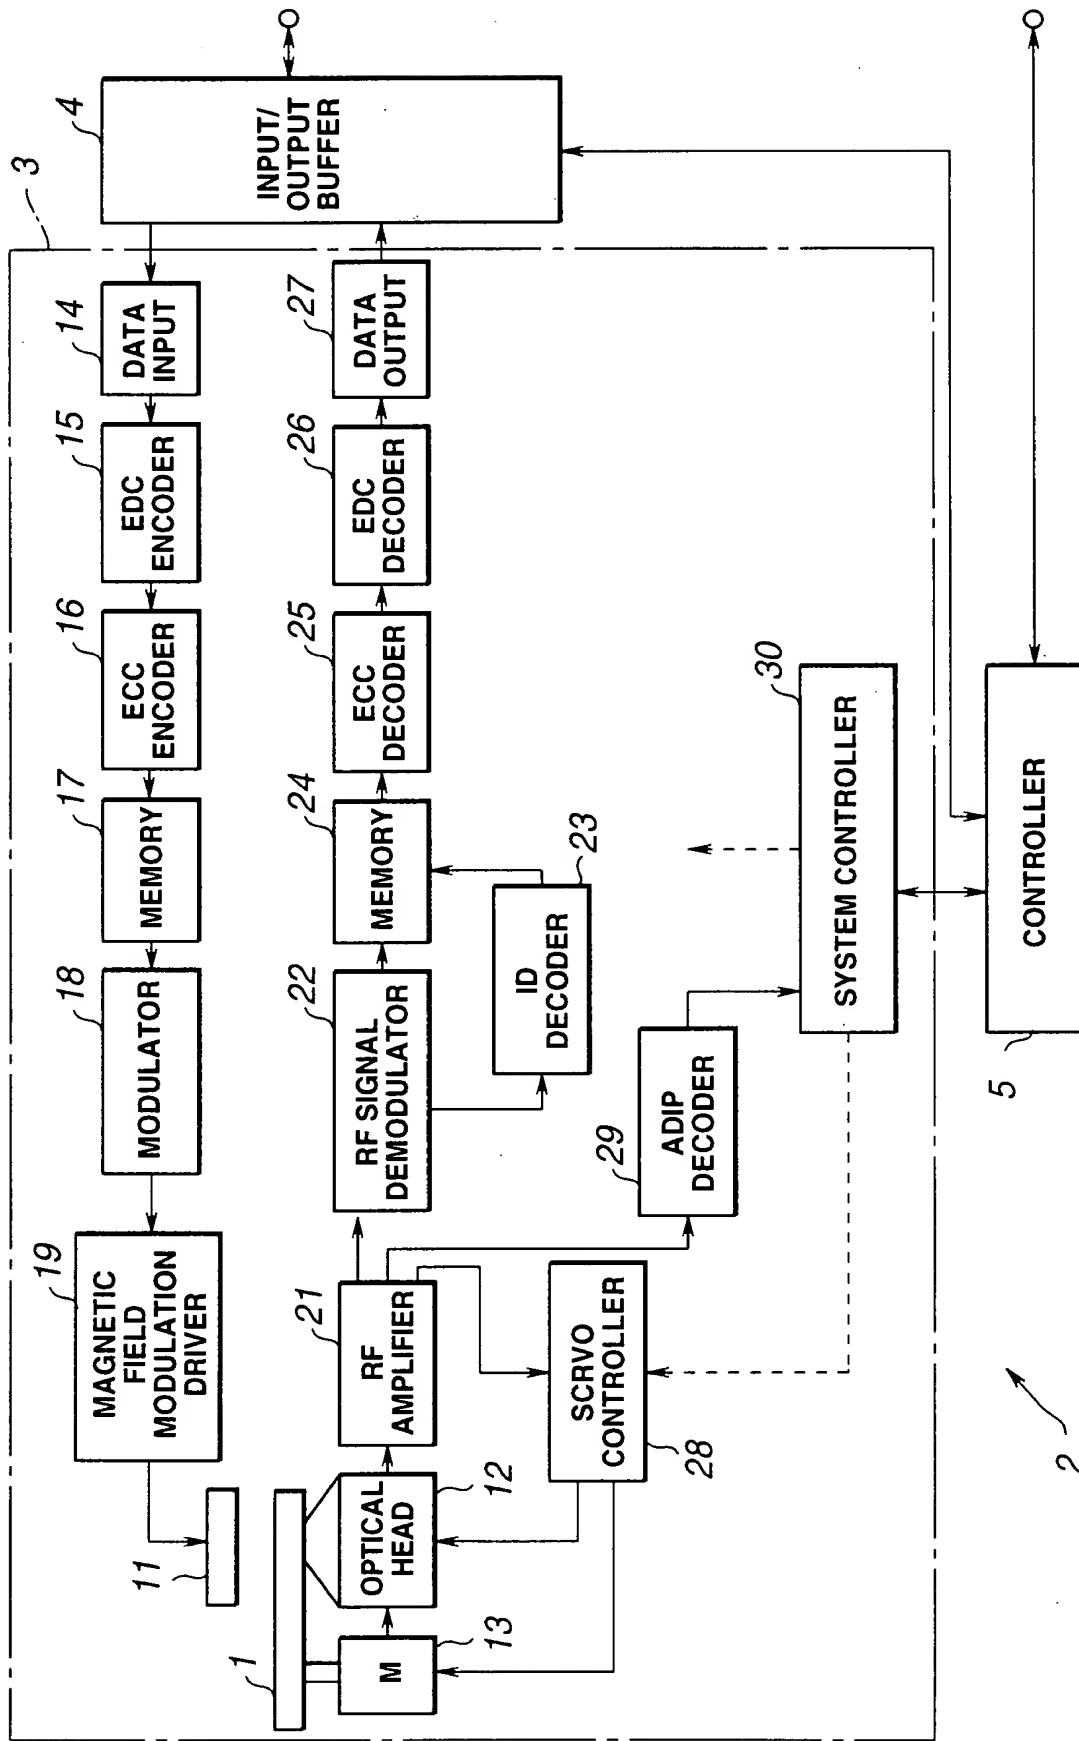 3
4
INPUT/
OUTPUT
BUFFER
14
DATA
INPUT
15
EDC
ENCODER
16
ECC
ENCODER
17
MEMORY
18
MODULATOR
19
MAGNETIC
FIELD
MODULATION
DRIVER
11
1
M
13
OPTICAL
HEAD
12
RF
AMPLIFIER
21
RF SIGNAL
DEMODULATOR
22
MEMORY
24
ECC
DECODER
25
EDC
DECODER
26
DATA
OUTPUT
27
ID
DECODER
23
ADIP
DECODER
29
SCRVO
CONTROLLER
28
SYSTEM CONTROLLER
30
CONTROLLER
5
2